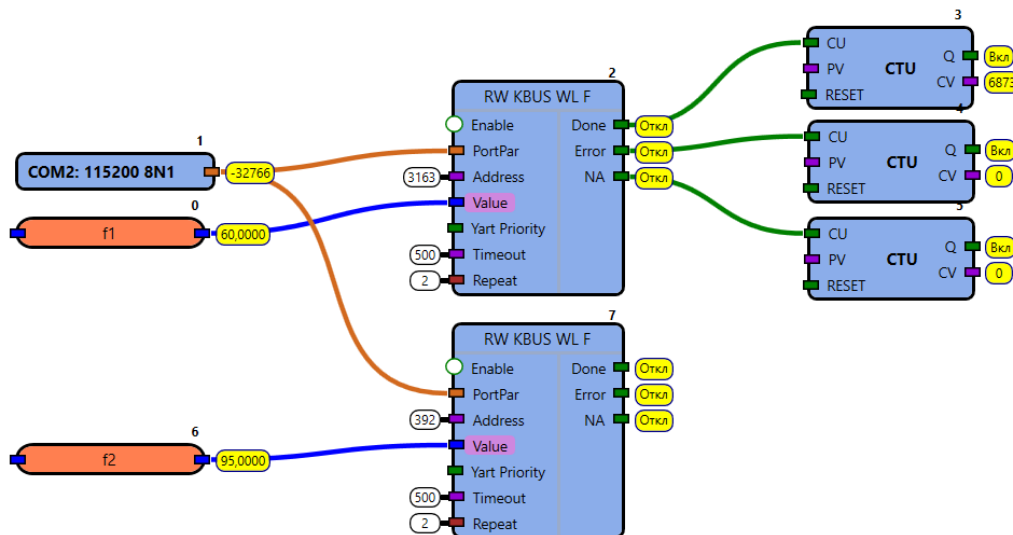 3
CU
Q
Вкл
PV
CTU
CV
6873
RESET
2
RW KBUS WL F
4
Enable
Done
Откл
CU
Q
Вкл
1
PortPar
Error
Откл
PV
CTU
CV
0
COM2: 115200 8N1
-32766
3163
Address
NA
Откл
RESET
0
Value
5
f1
60,0000
Yart Priority
CU
Q
Вкл
500
Timeout
PV
CTU
CV
0
2
Repeat
RESET
7
RW KBUS WL F
Enable
Done
Откл
PortPar
Error
Откл
392
Address
NA
Откл
6
Value
f2
95,0000
Yart Priority
500
Timeout
2
Repeat